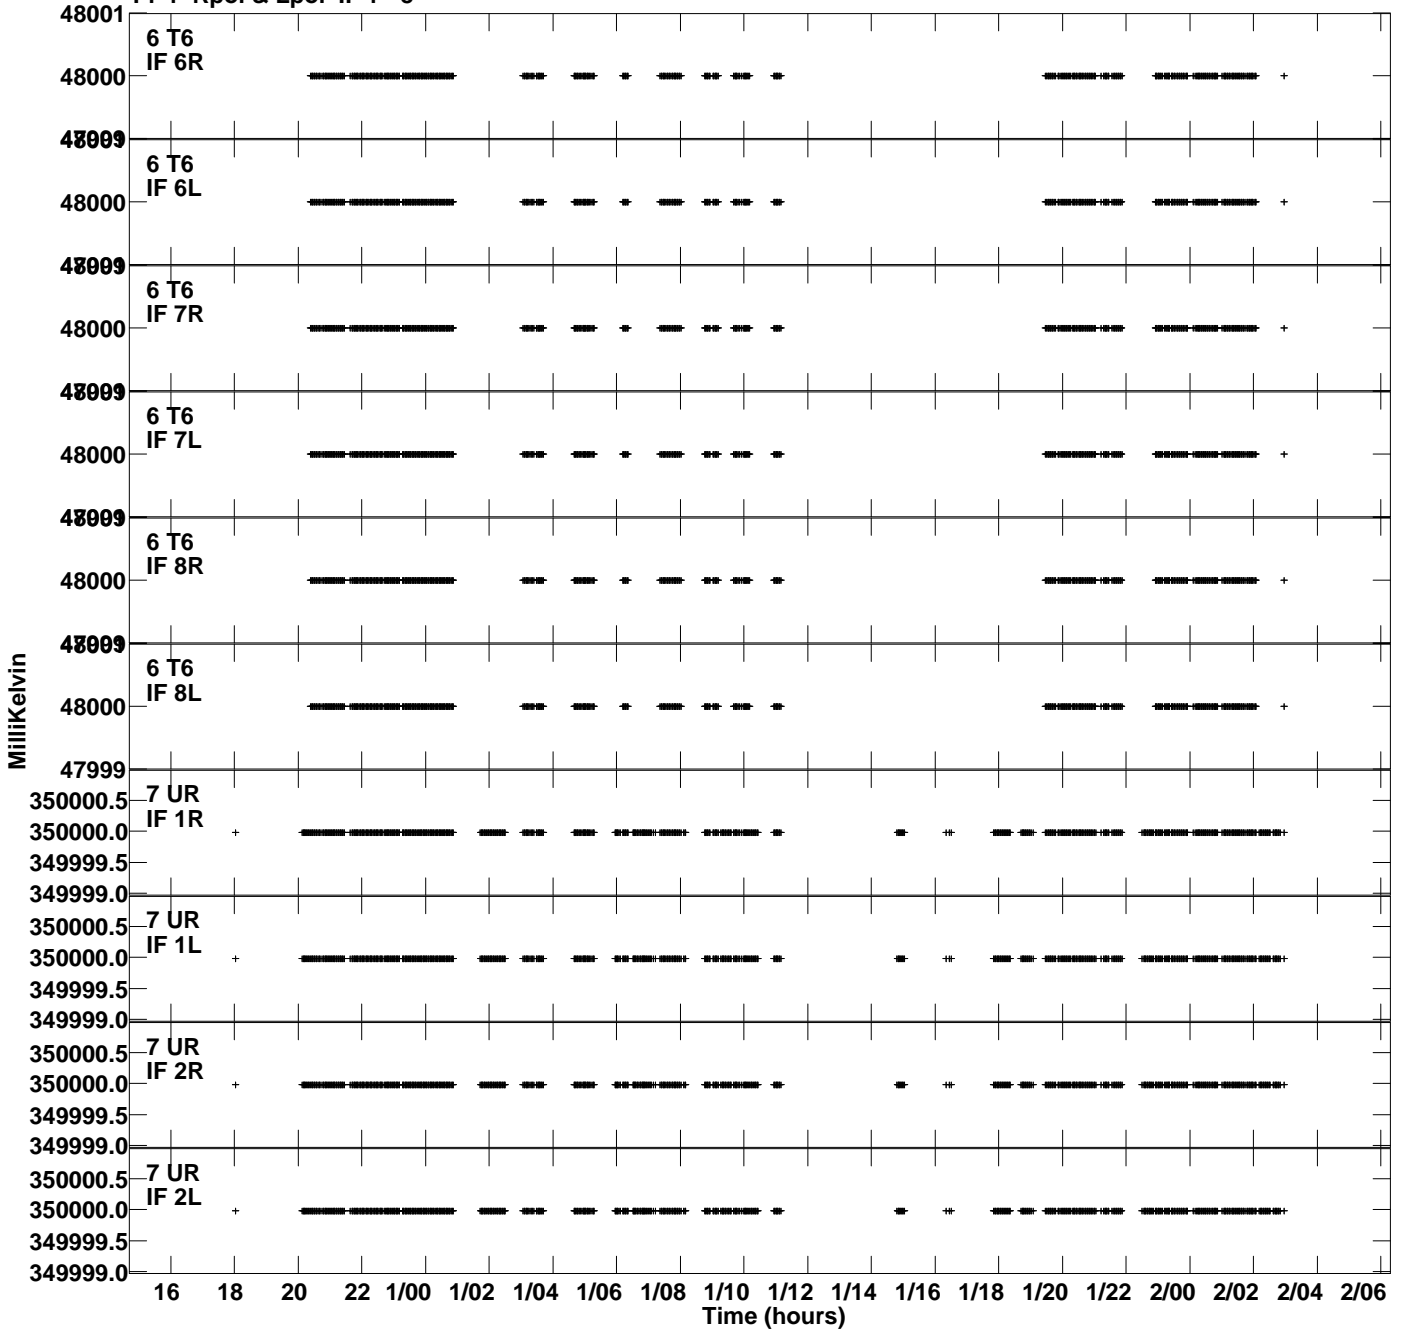 48001
6 T6
IF 6R
48000
6 T6
IF 6L
48000
6 T6
IF 7R
48000
6 T6
IF 7L
48000
6 T6
IF 8R
48000
6 T6
IF 8L
48000
47999
MilliKelvin
7 UR
IF 1R
350000.5
350000.0
349999.5
349999.0
7 UR
IF 1L
350000.5
350000.0
349999.5
349999.0
7 UR
IF 2R
350000.5
350000.0
349999.5
349999.0
7 UR
IF 2L
350000.5
350000.0
349999.5
349999.0
16 18 20 22 1/00 1/02 1/04 1/06 1/08 1/10 1/12 1/14 1/16 1/18 1/20 1/22 2/00 2/02 2/04 2/06
Time (hours)